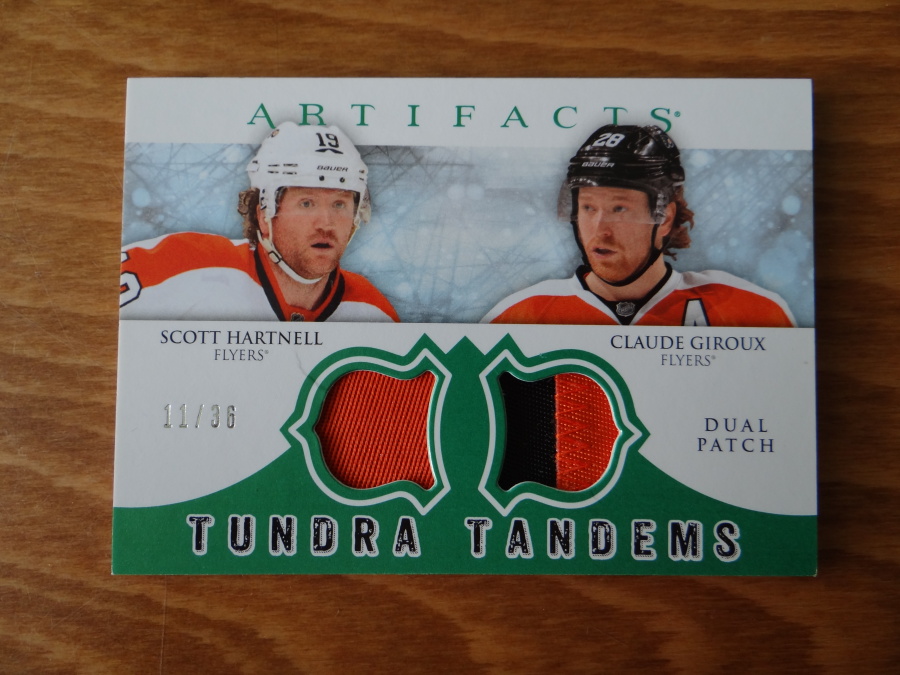 ARTIFACTS®
19
BAUER
28
BAUER
A
SCOTT HARTNELL
FLYERS®
CLAUDE GIROUX
FLYERS®
11/36
DUAL
PATCH
TUNDRA TANDEMS